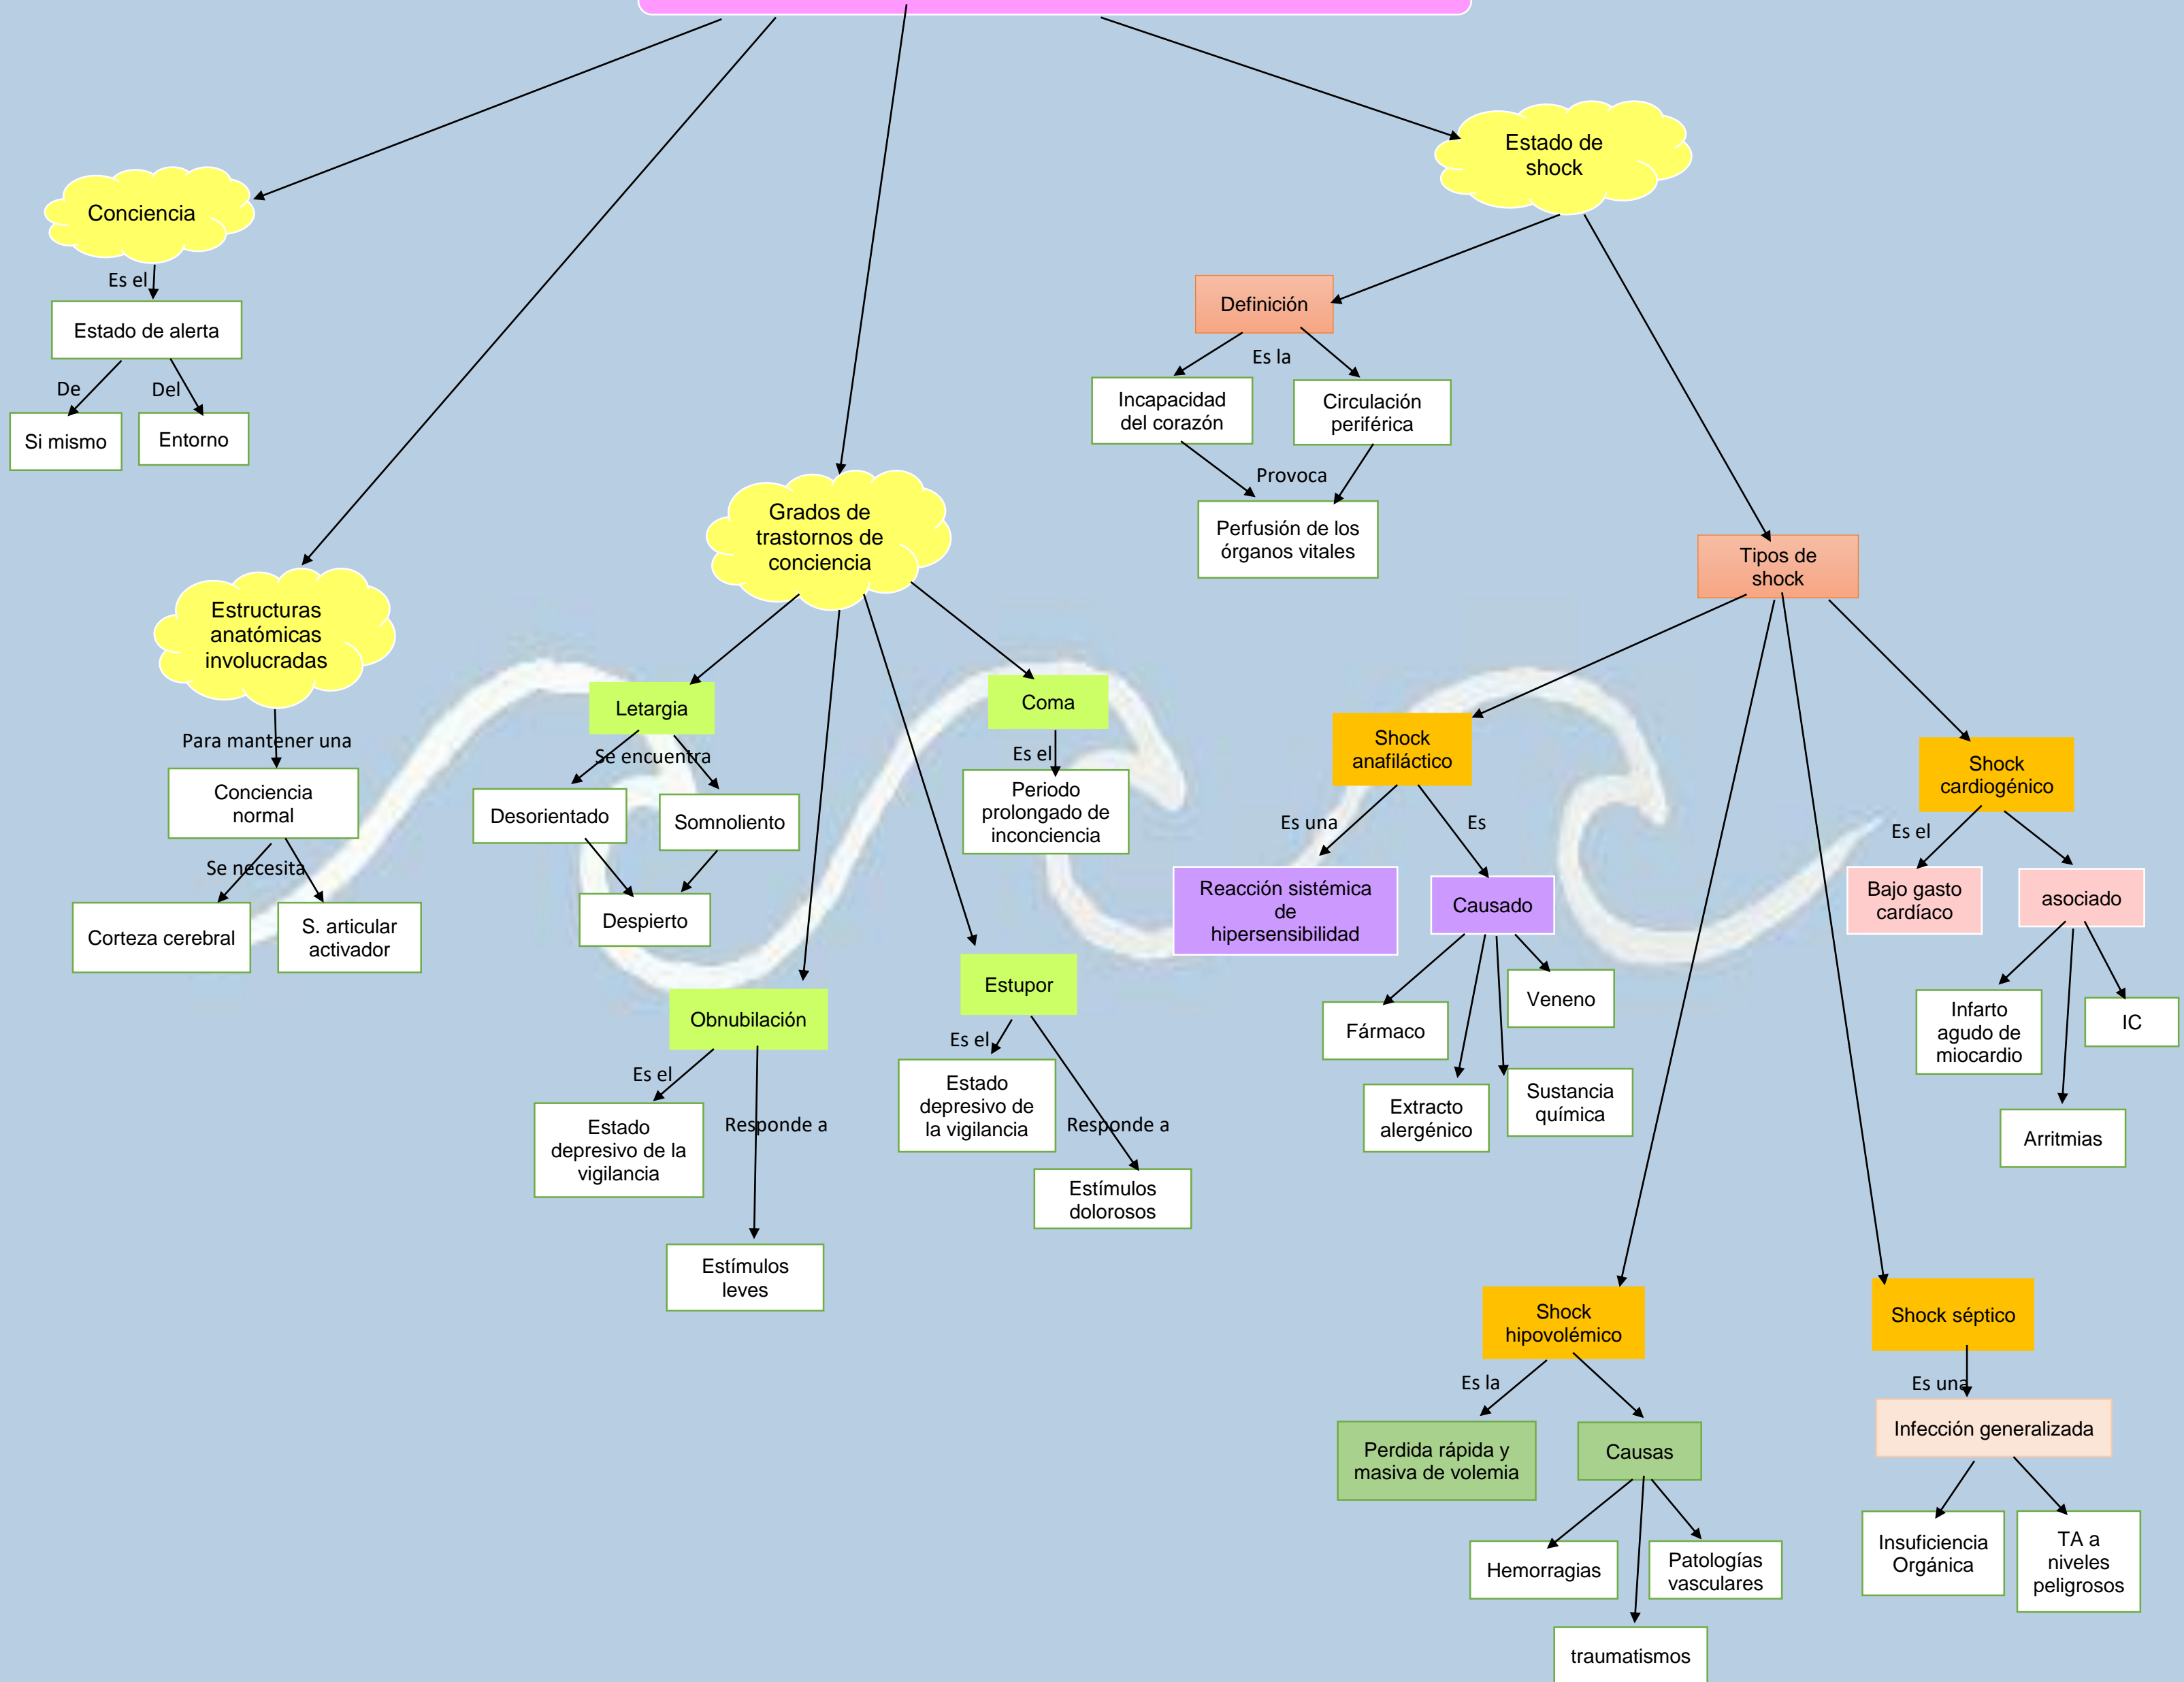 Estado de
shock
Conciencia
Es el
Estado de alerta
De
Del
Si mismo
Entorno
Definición
Es la
Incapacidad
del corazón
Circulación
periférica
Provoca
Perfusión de los
órganos vitales
Grados de
trastornos de
conciencia
Tipos de
shock
Estructuras
anatómicas
involucradas
Para mantener una
Conciencia
normal
Se necesita
Corteza cerebral
S. articular
activador
Letargia
Se encuentra
Desorientado
Somnoliento
Despierto
Coma
Es el
Periodo
prolongado de
inconciencia
Obnubilación
Es el
Estado
depresivo de la
vigilancia
Responde a
Estímulos
leves
Estupor
Es el
Estado
depresivo de
la vigilancia
Responde a
Estímulos
dolorosos
Shock
anafiláctico
Es una
Es
Reacción sistémica
de
hipersensibilidad
Causado
Fármaco
Veneno
Extracto
alergénico
Sustancia
química
Shock
cardiogénico
Es el
Bajo gasto
cardíaco
asociado
Infarto
agudo de
miocardio
IC
Arritmias
Shock
hipovolémico
Es la
Perdida rápida y
masiva de volemia
Causas
Hemorragias
Patologías
vasculares
traumatismos
Shock séptico
Es una
Infección generalizada
Insuficiencia
Orgánica
TA a
niveles
peligrosos